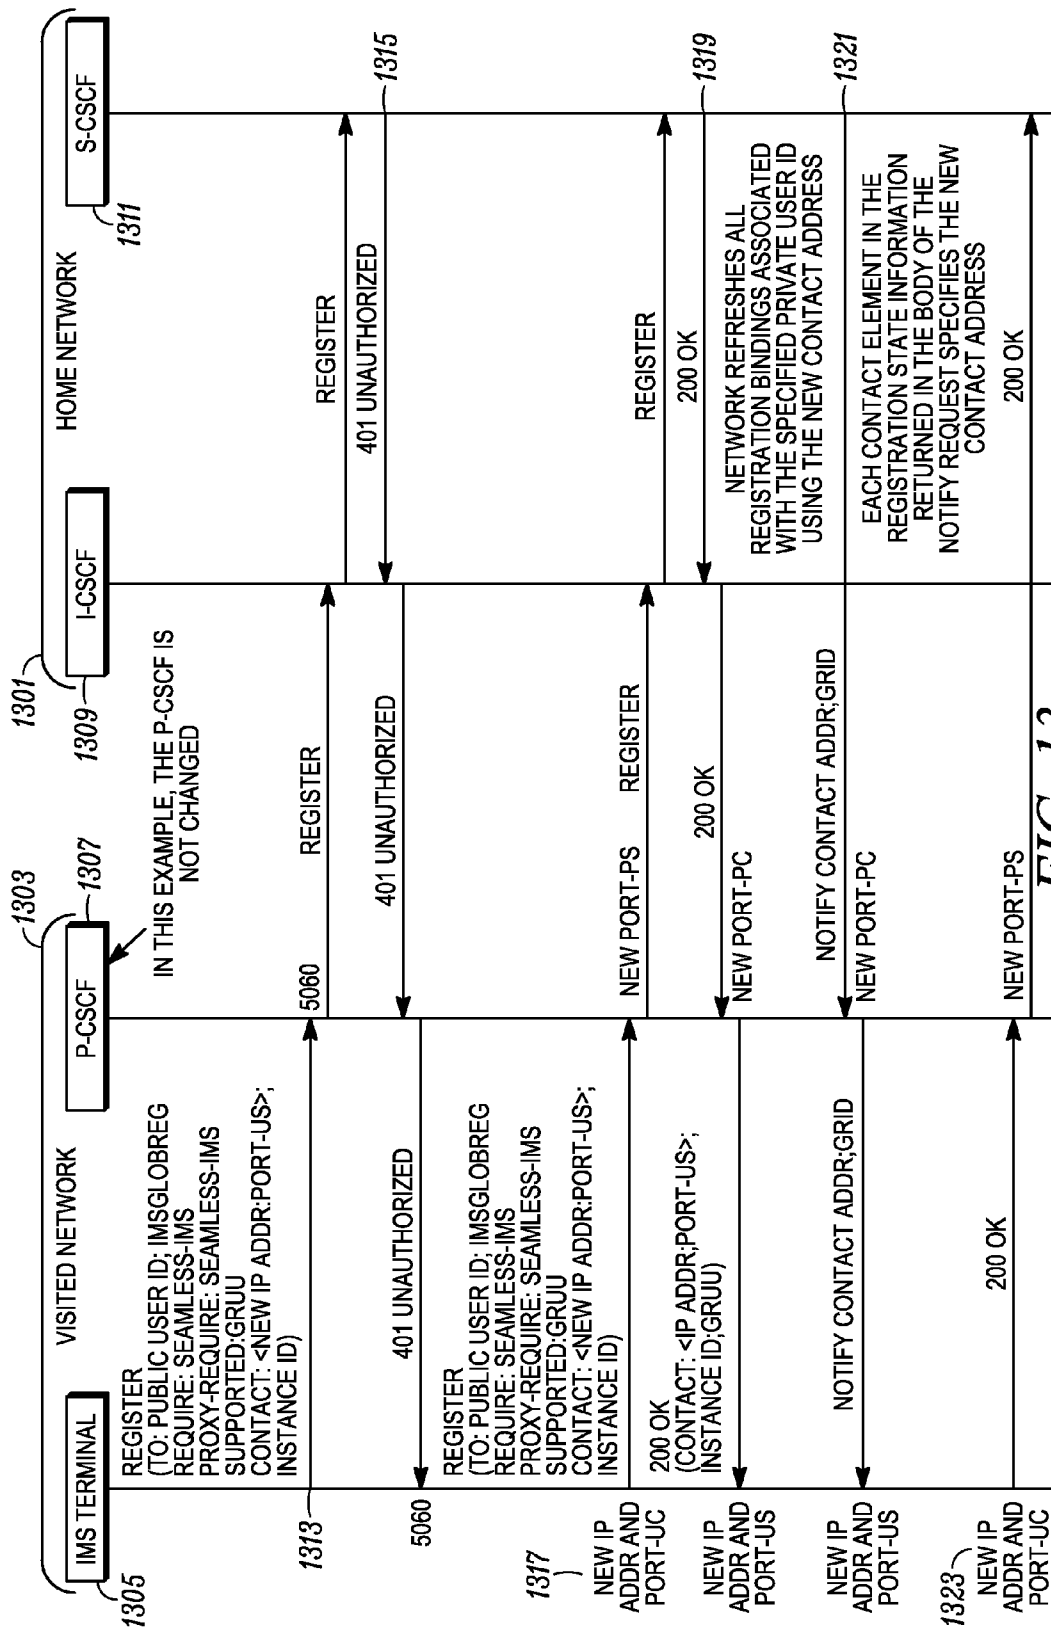 1303
1301
VISITED NETWORK
HOME NETWORK
IMS TERMINAL
P-CSCF
I-CSCF
S-CSCF
1305
1307
1309
1311
IN THIS EXAMPLE, THE P-CSCF IS
NOT CHANGED
REGISTER
(TO: PUBLIC USER ID; IMSGLOBREG
REQUIRE: SEAMLESS-IMS
PROXY-REQUIRE: SEAMLESS-IMS
SUPPORTED:GRUU
CONTACT: <NEW IP ADDR:PORT-US>;
INSTANCE ID)
1313
5060
REGISTER
REGISTER
1315
401 UNAUTHORIZED
401 UNAUTHORIZED
401 UNAUTHORIZED
5060
REGISTER
(TO: PUBLIC USER ID; IMSGLOBREG
REQUIRE: SEAMLESS-IMS
PROXY-REQUIRE: SEAMLESS-IMS
SUPPORTED:GRUU
CONTACT: <NEW IP ADDR:PORT-US>;
INSTANCE ID)
1317
NEW IP
ADDR AND
PORT-UC
NEW PORT-PS
REGISTER
REGISTER
1319
200 OK
200 OK
NEW PORT-PC
200 OK
(CONTACT: <IP ADDR;PORT-US>;
INSTANCE ID;GRUU)
NEW IP
ADDR AND
PORT-US
NETWORK REFRESHES ALL
REGISTRATION BINDINGS ASSOCIATED
WITH THE SPECIFIED PRIVATE USER ID
USING THE NEW CONTACT ADDRESS
1321
NOTIFY CONTACT ADDR;GRID
NEW PORT-PC
NOTIFY CONTACT ADDR;GRID
NEW IP
ADDR AND
PORT-US
EACH CONTACT ELEMENT IN THE
REGISTRATION STATE INFORMATION
RETURNED IN THE BODY OF THE
NOTIFY REQUEST SPECIFIES THE NEW
CONTACT ADDRESS
1323
NEW IP
ADDR AND
PORT-UC
200 OK
NEW PORT-PS
200 OK
FIG. 13